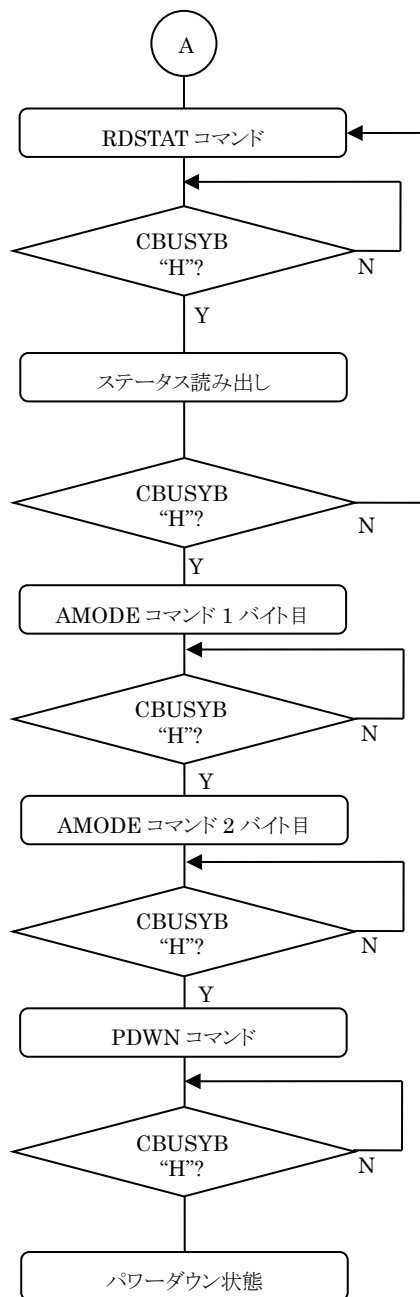 A
RDSTAT コマンド
CBUSYB
“H”?
N
Y
ステータス読み出し
CBUSYB
“H”?
N
Y
AMODE コマンド 1 バイト目
CBUSYB
“H”?
N
Y
AMODE コマンド 2 バイト目
CBUSYB
“H”?
N
Y
PDWN コマンド
CBUSYB
“H”?
N
パワーダウン状態